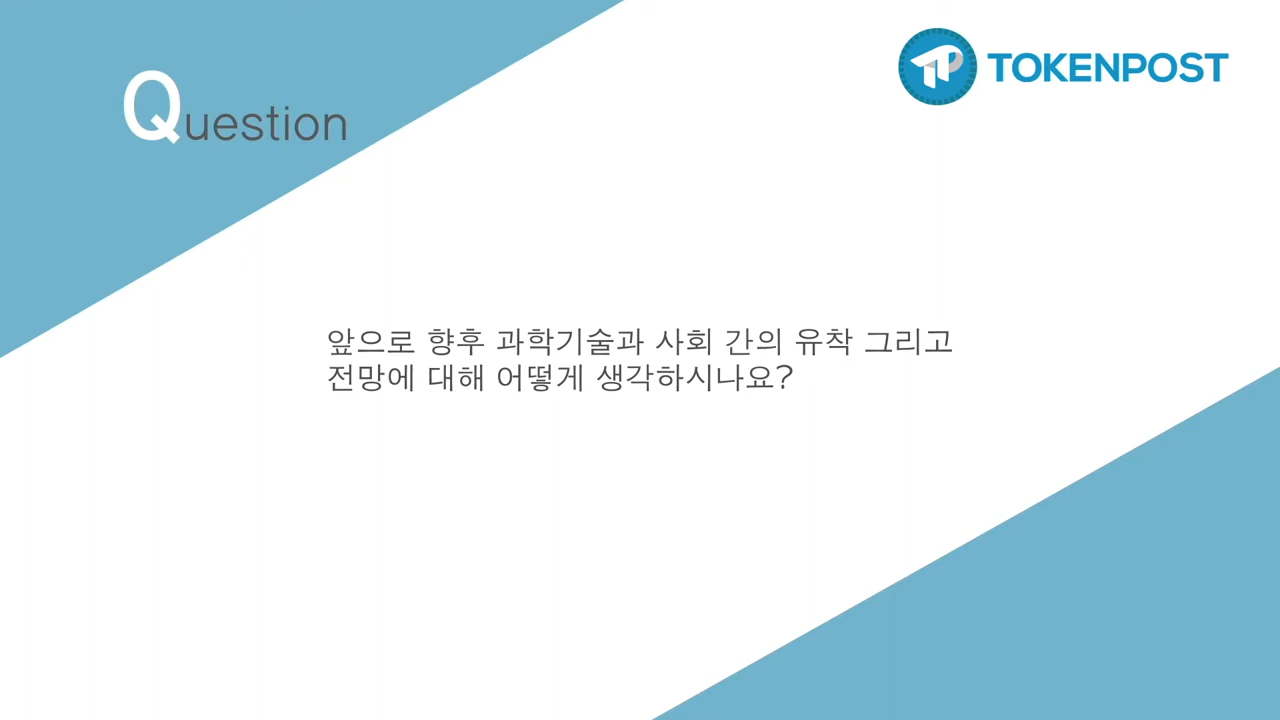 Question
TOKENPOST
앞으로 향후 과학기술과 사회 간의 유착 그리고
전망에 대해 어떻게 생각하시나요?